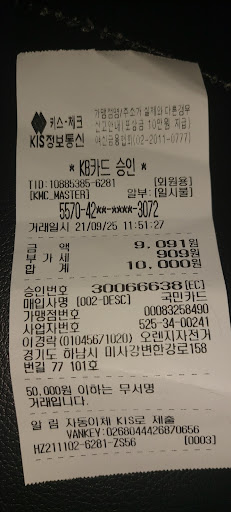 키스-체크
KIS정보통신
가맹점명/주소가 실제와 다른경우
신고안내(포상금 10만원 지급)
여신금융협회(02-2011-0777)
* KB카드 승인 *
TID:10885385-6281 [회원용]
[KMC_MASTER] 할부:[일시불]
5570-42**-****-3072
거래일시 21/09/25 11:51:27
금 액 9,091원
부 가 세 909원
합 계 10,000원
승인번호 30066638[EC]
매입사명 [002-DESC] 국민카드
가맹점번호 00083258490
사업자번호 525-34-00241
이경락(01045671020) 오렌지자전거
경기도 하남시 미사강변한강로158
번길 77 101호
50,000원 이하는 무서명
거래입니다.
알 림 자동이체 KIS로 제출
VANKEY:0268044426870656
HZ211102-6281-ZS56 [0003]